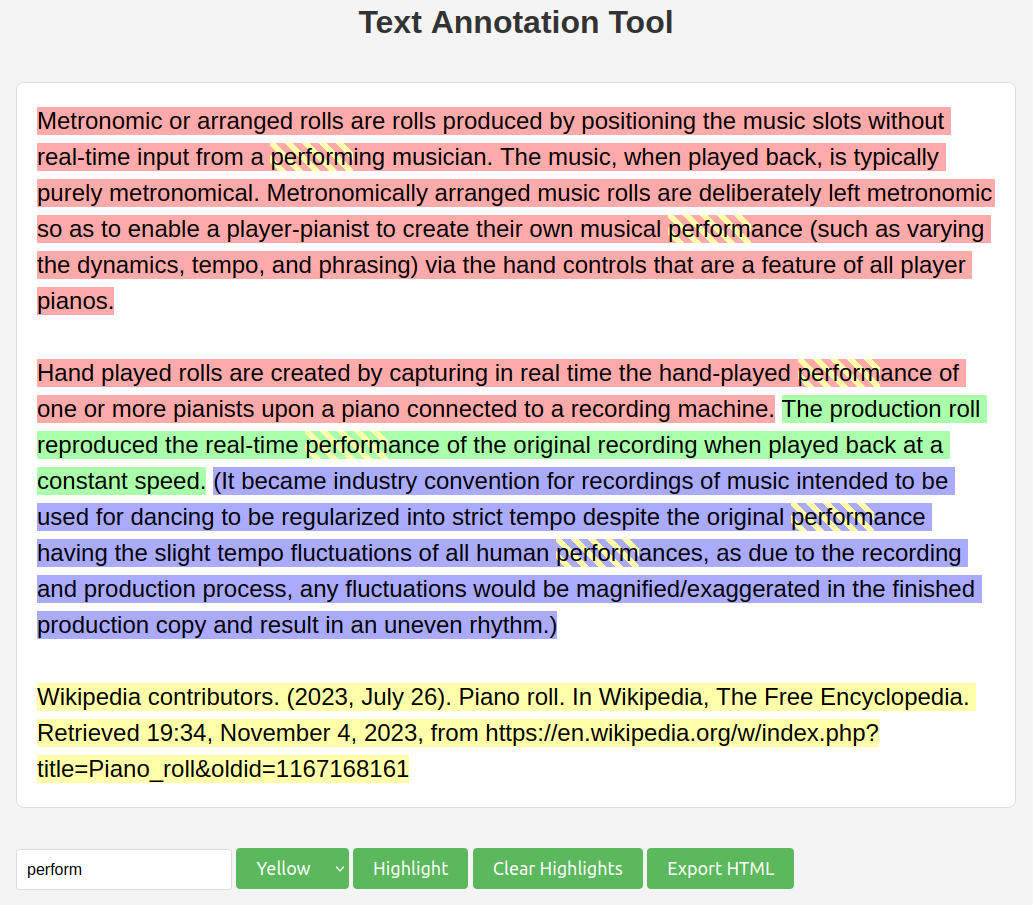 Text Annotation Tool
Metronomic or arranged rolls are rolls produced by positioning the music slots without
real-time input from a performing musician. The music, when played back, is typically
purely metronomical. Metronomically arranged music rolls are deliberately left metronomic
so as to enable a player-pianist to create their own musical performance (such as varying
the dynamics, tempo, and phrasing) via the hand controls that are a feature of all player
pianos.
Hand played rolls are created by capturing in real time the hand-played performance of
one or more pianists upon a piano connected to a recording machine. The production roll
reproduced the real-time performance of the original recording when played back at a
constant speed. (It became industry convention for recordings of music intended to be
used for dancing to be regularized into strict tempo despite the original performance
having the slight tempo fluctuations of all human performances, as due to the recording
and production process, any fluctuations would be magnified/exaggerated in the finished
production copy and result in an uneven rhythm.)
Wikipedia contributors. (2023, July 26). Piano roll. In Wikipedia, The Free Encyclopedia.
Retrieved 19:34, November 4, 2023, from https://en.wikipedia.org/w/index.php?
title=Piano_roll&oldid=1167168161
perform Yellow Highlight Clear Highlights Export HTML